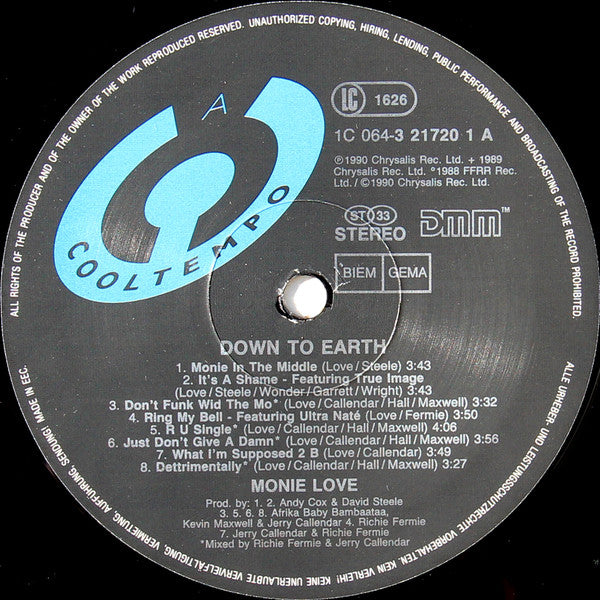 ALL RIGHTS OF THE PRODUCER AND OF THE OWNER OF THE WORK REPRODUCED RESERVED. UNAUTHORIZED COPYING, HIRING, LENDING, PUBLIC PERFORMANCE AND BROADCASTING OF THE RECORD PROHIBITED.
A
COOLTEMPO
LC 1626
1C 064-3 21720 1 A
℗1990 Chrysalis Rec. Ltd. + 1989
Chrysalis Rec. Ltd. °1988 FFRR Rec.
Ltd. / ©1990 Chrysalis Rec. Ltd.
ST 33
STEREO
DMM™
BIEM GEMA
DOWN TO EARTH
1. Monie In The Middle (Love/Steele) 3:43
2. It's A Shame - Featuring True Image
(Love/Steele/Wonder/Garrett/Wright) 3:43
3. Don't Funk Wid The Mo* (Love/Callendar/Hall/Maxwell) 3:32
4. Ring My Bell - Featuring Ultra Naté (Love/Fermie) 3:50
5. R U Single* (Love/Callendar/Hall/Maxwell) 4:06
6. Just Don't Give A Damn* (Love/Callendar/Hall/Maxwell) 3:56
7. What I'm Supposed 2 B (Love/Callendar) 3:49
8. Dettrimentally* (Love/Callendar/Hall/Maxwell) 3:27
MONIE LOVE
Prod. by: 1. 2. Andy Cox & David Steele
3. 5. 6. 8. Afrika Baby Bambaataa,
Kevin Maxwell & Jerry Callendar 4. Richie Fermie
7. Jerry Callendar & Richie Fermie
*Mixed by Richie Fermie & Jerry Callendar
ALLE URHEBER- UND LEISTUNGSSCHUTZRECHTE VORBEHALTEN. KEIN VERLEIH! KEINE UNERLAUBTE VERVIELFÄLTIGUNG, VERMIETUNG, AUFFÜHRUNG, SENDUNG! MADE IN EEC.